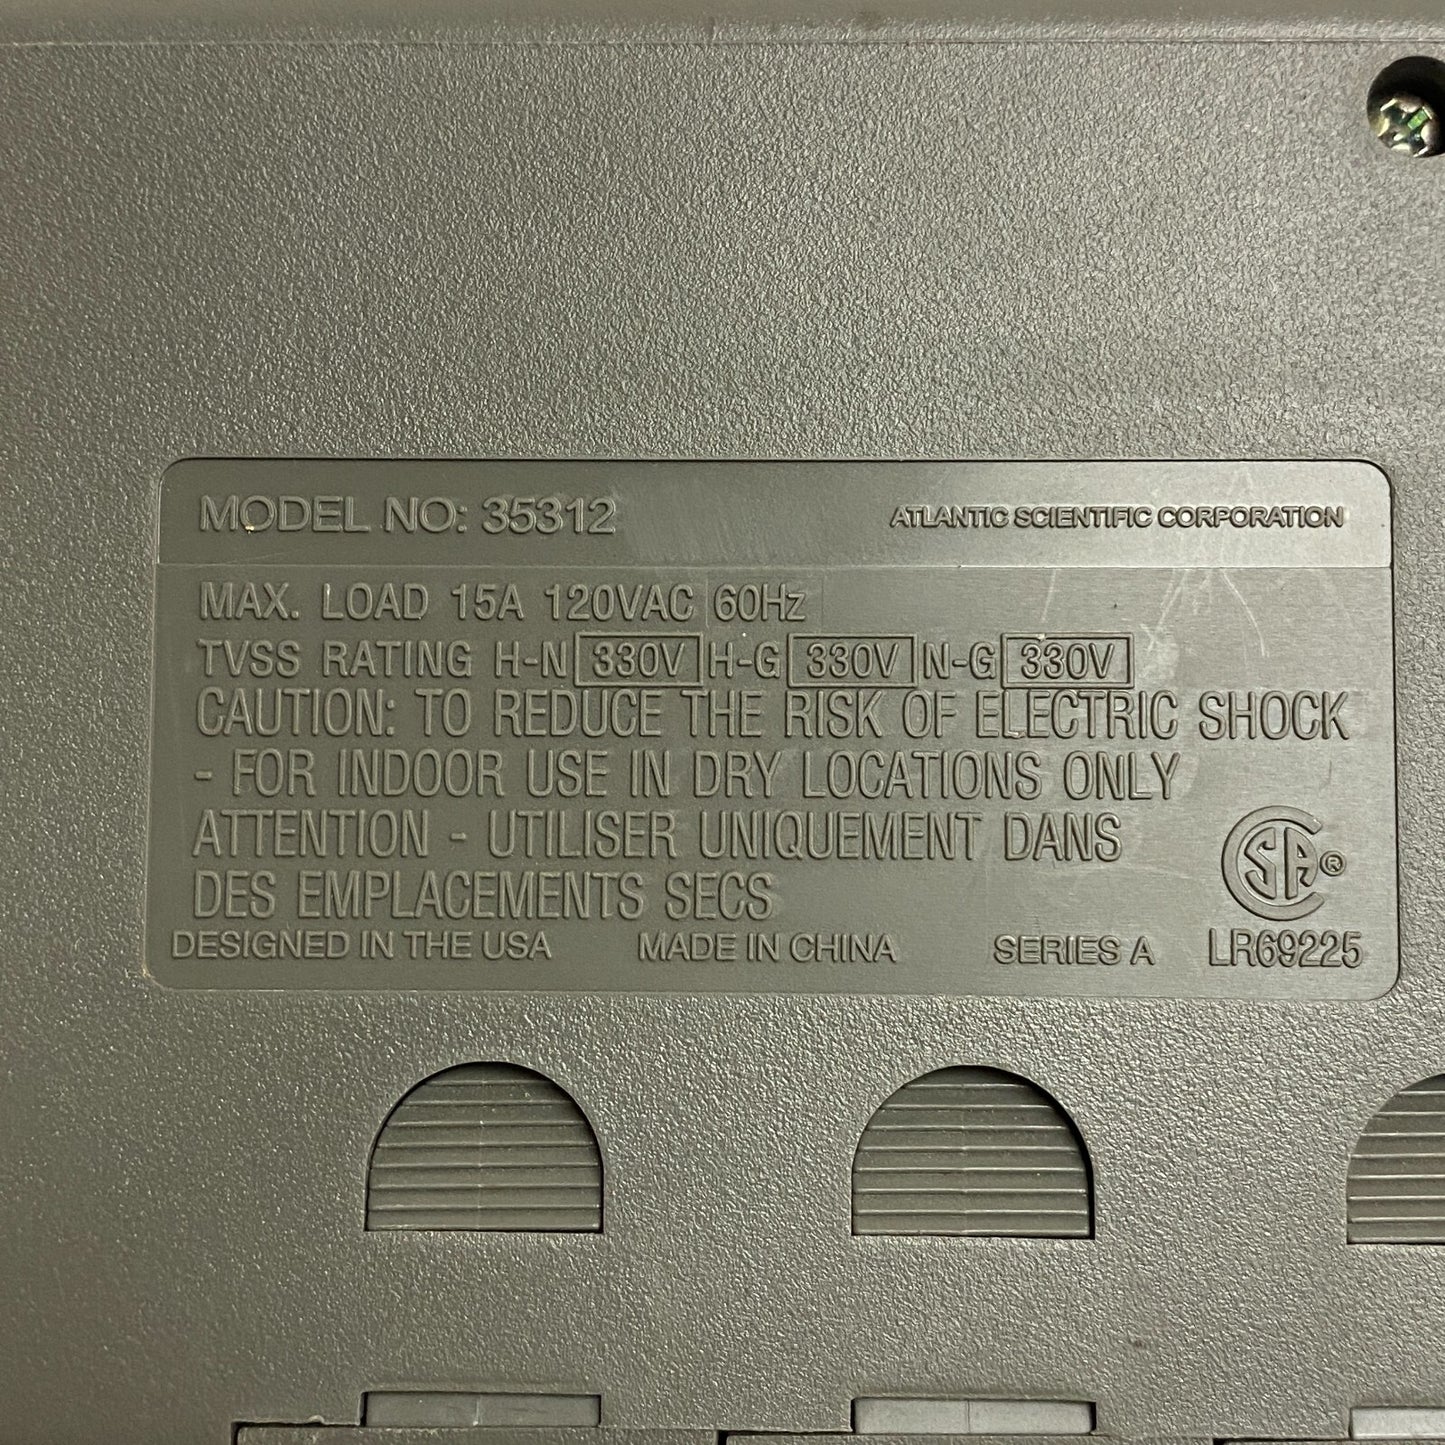 MODEL NO: 35312
ATLANTIC SCIENTIFIC CORPORATION
MAX. LOAD 15A 120VAC 60Hz
TVSS RATING H-N 330V H-G 330V N-G 330V
CAUTION: TO REDUCE THE RISK OF ELECTRIC SHOCK
- FOR INDOOR USE IN DRY LOCATIONS ONLY
ATTENTION - UTILISER UNIQUEMENT DANS
DES EMPLACEMENTS SECS
CSA®
DESIGNED IN THE USA MADE IN CHINA SERIES A LR69225